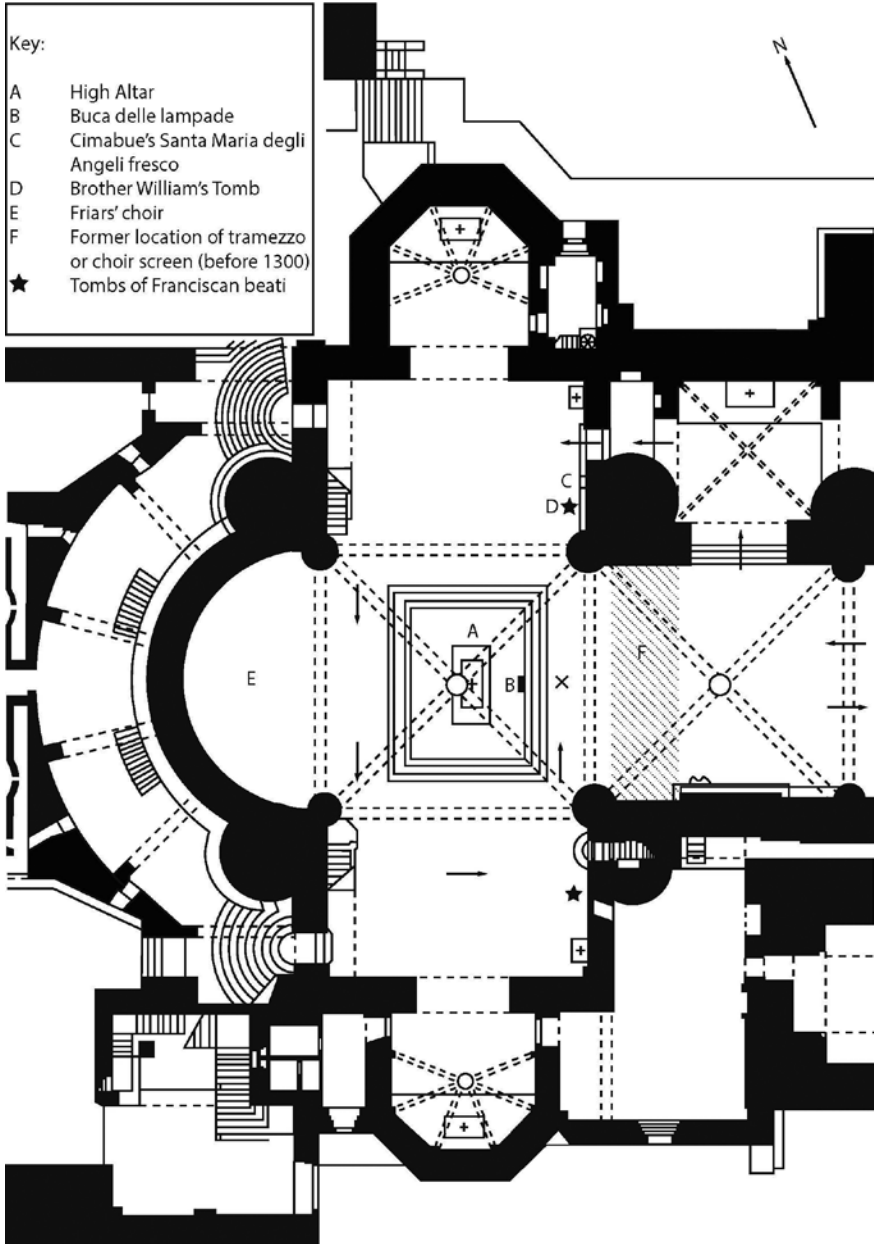 Key:
A High Altar
B Buca delle lampade
C Cimabue's Santa Maria degli
Angeli fresco
D Brother William's Tomb
E Friars' choir
F Former location of tramezzo
or choir screen (before 1300)
★ Tombs of Franciscan beati
N
C
D
A
F
E
B